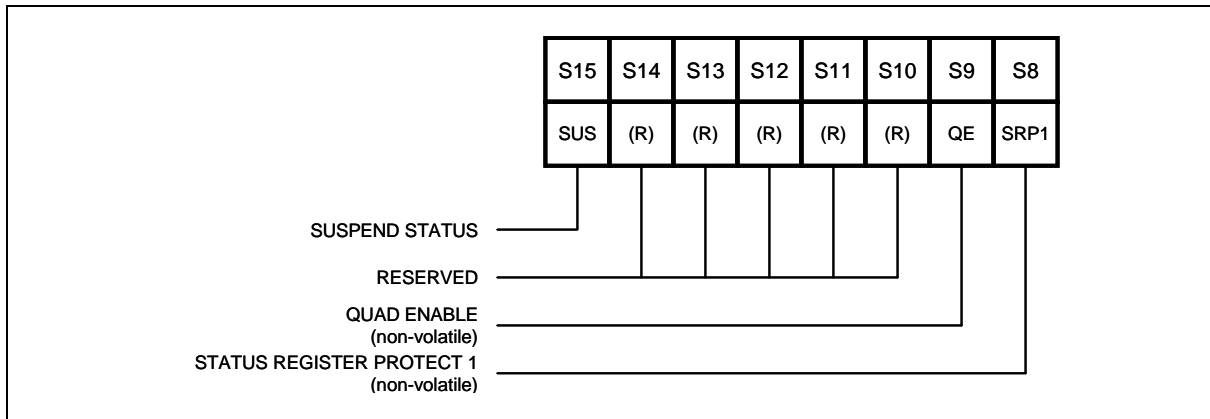 S15 S14 S13 S12 S11 S10 S9 S8
SUS (R) (R) (R) (R) (R) QE SRP1
SUSPEND STATUS
RESERVED
QUAD ENABLE
(non-volatile)
STATUS REGISTER PROTECT 1
(non-volatile)